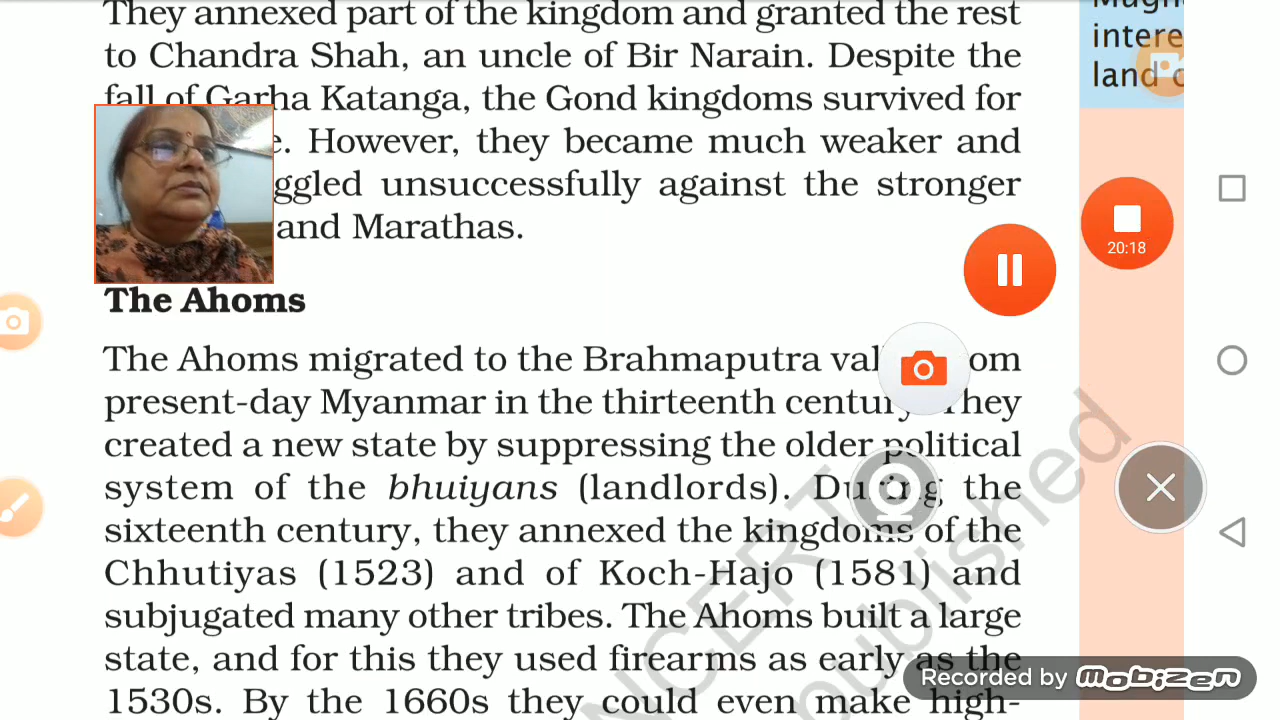 They annexed part of the kingdom and granted the rest
to Chandra Shah, an uncle of Bir Narain. Despite the
fall of Garha Katanga, the Gond kingdoms survived for
However, they became much weaker and
unsuccessfully against the stronger
and Marathas.
The Ahoms
The Ahoms migrated to the Brahmaputra
present-day Myanmar in the thirteenth century. They
created a new state by suppressing the older political
system of the bhuiyans (landlords). During the
sixteenth century, they annexed the kingdoms of the
Chhutiyas (1523) and of Koch-Hajo (1581) and
subjugated many other tribes. The Ahoms built a large
state, and for this they used firearms as early as the
1530s. By the 1660s they could even make high-
land
20:18
NCERT
published
Recorded by mobizen